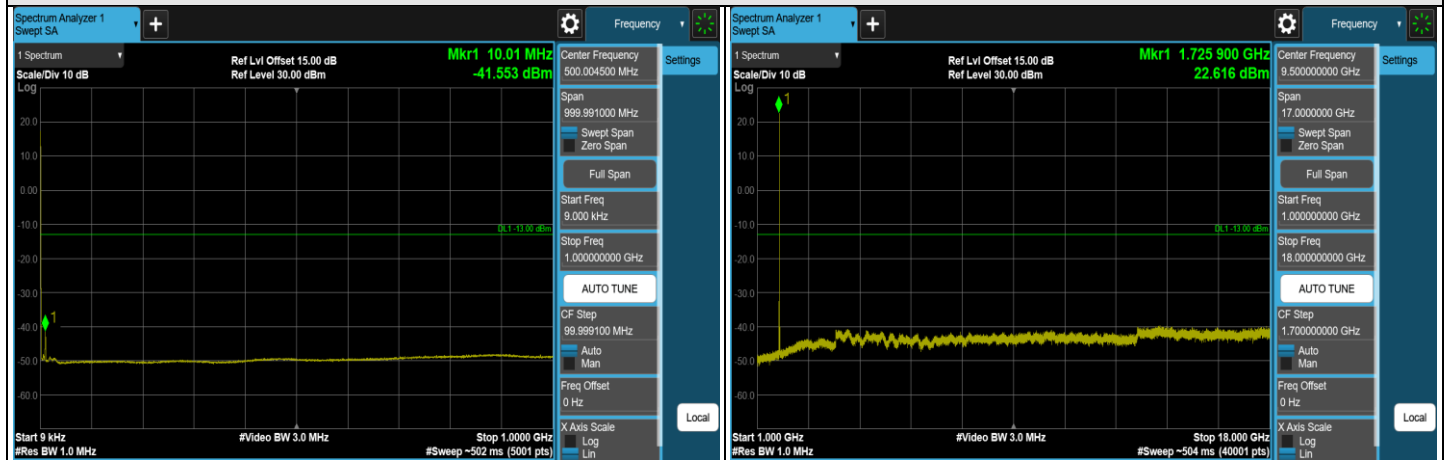 Spectrum Analyzer 1
Swept SA
+
Frequency
1 Spectrum
Scale/Div 10 dB
Log
Ref Lvl Offset 15.00 dB
Ref Level 30.00 dBm
Mkr1 10.01 MHz
-41.553 dBm
1
20.0
10.0
0.00
-10.0
DL1 -13.00 dBm
-20.0
-30.0
-40.0
-50.0
-60.0
Start 9 kHz
#Video BW 3.0 MHz
Stop 1.0000 GHz
#Res BW 1.0 MHz
#Sweep ~502 ms (5001 pts)
Center Frequency
500.004500 MHz
Settings
Span
999.991000 MHz
Swept Span
Zero Span
Full Span
Start Freq
9.000 kHz
Stop Freq
1.000000000 GHz
AUTO TUNE
CF Step
99.999100 MHz
Auto
Man
Freq Offset
0 Hz
X Axis Scale
Log
Lin
Local
Spectrum Analyzer 1
Swept SA
+
Frequency
1 Spectrum
Scale/Div 10 dB
Log
Ref Lvl Offset 15.00 dB
Ref Level 30.00 dBm
Mkr1 1.725 900 GHz
22.616 dBm
1
20.0
10.0
0.00
-10.0
DL1 -13.00 dBm
-20.0
-30.0
-40.0
-50.0
-60.0
Start 1.000 GHz
#Video BW 3.0 MHz
Stop 18.000 GHz
#Res BW 1.0 MHz
#Sweep ~504 ms (40001 pts)
Center Frequency
9.500000000 GHz
Settings
Span
17.0000000 GHz
Swept Span
Zero Span
Full Span
Start Freq
1.000000000 GHz
Stop Freq
18.000000000 GHz
AUTO TUNE
CF Step
1.700000000 GHz
Auto
Man
Freq Offset
0 Hz
X Axis Scale
Log
Lin
Local